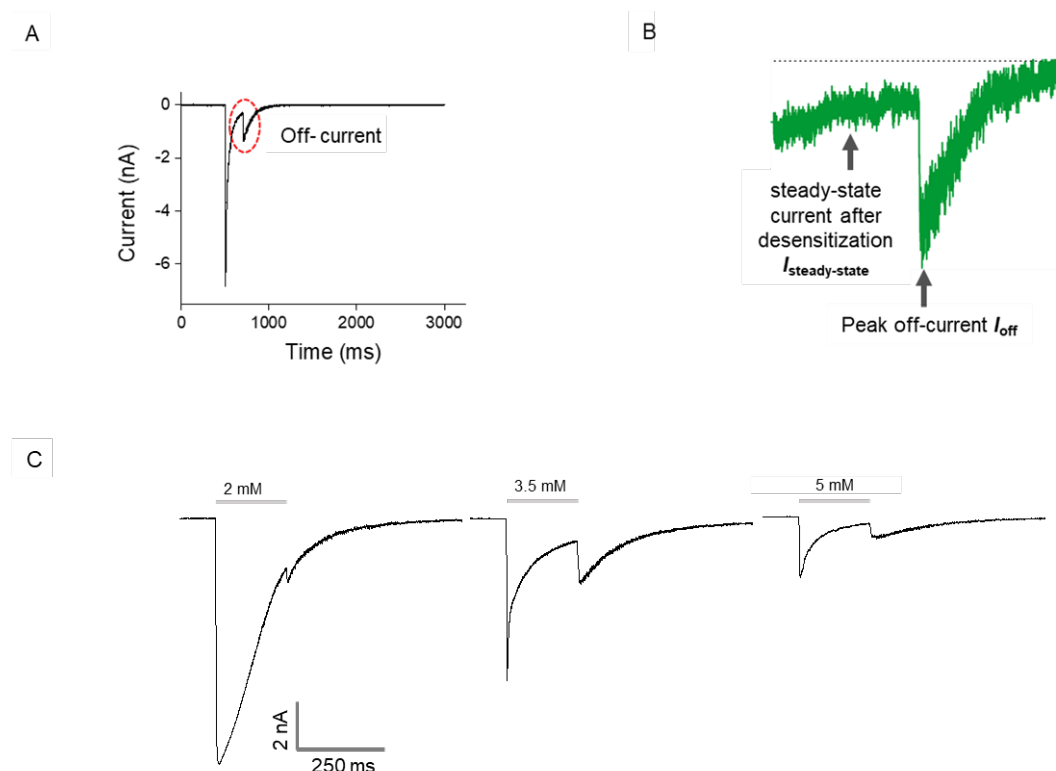 A
0
-2
-4
-6
Current (nA)
Off- current
0
1000
2000
3000
Time (ms)
B
steady-state
current after
desensitization
Isteady-state
Peak off-current Ioff
C
2 mM
3.5 mM
5 mM
2 nA
250 ms